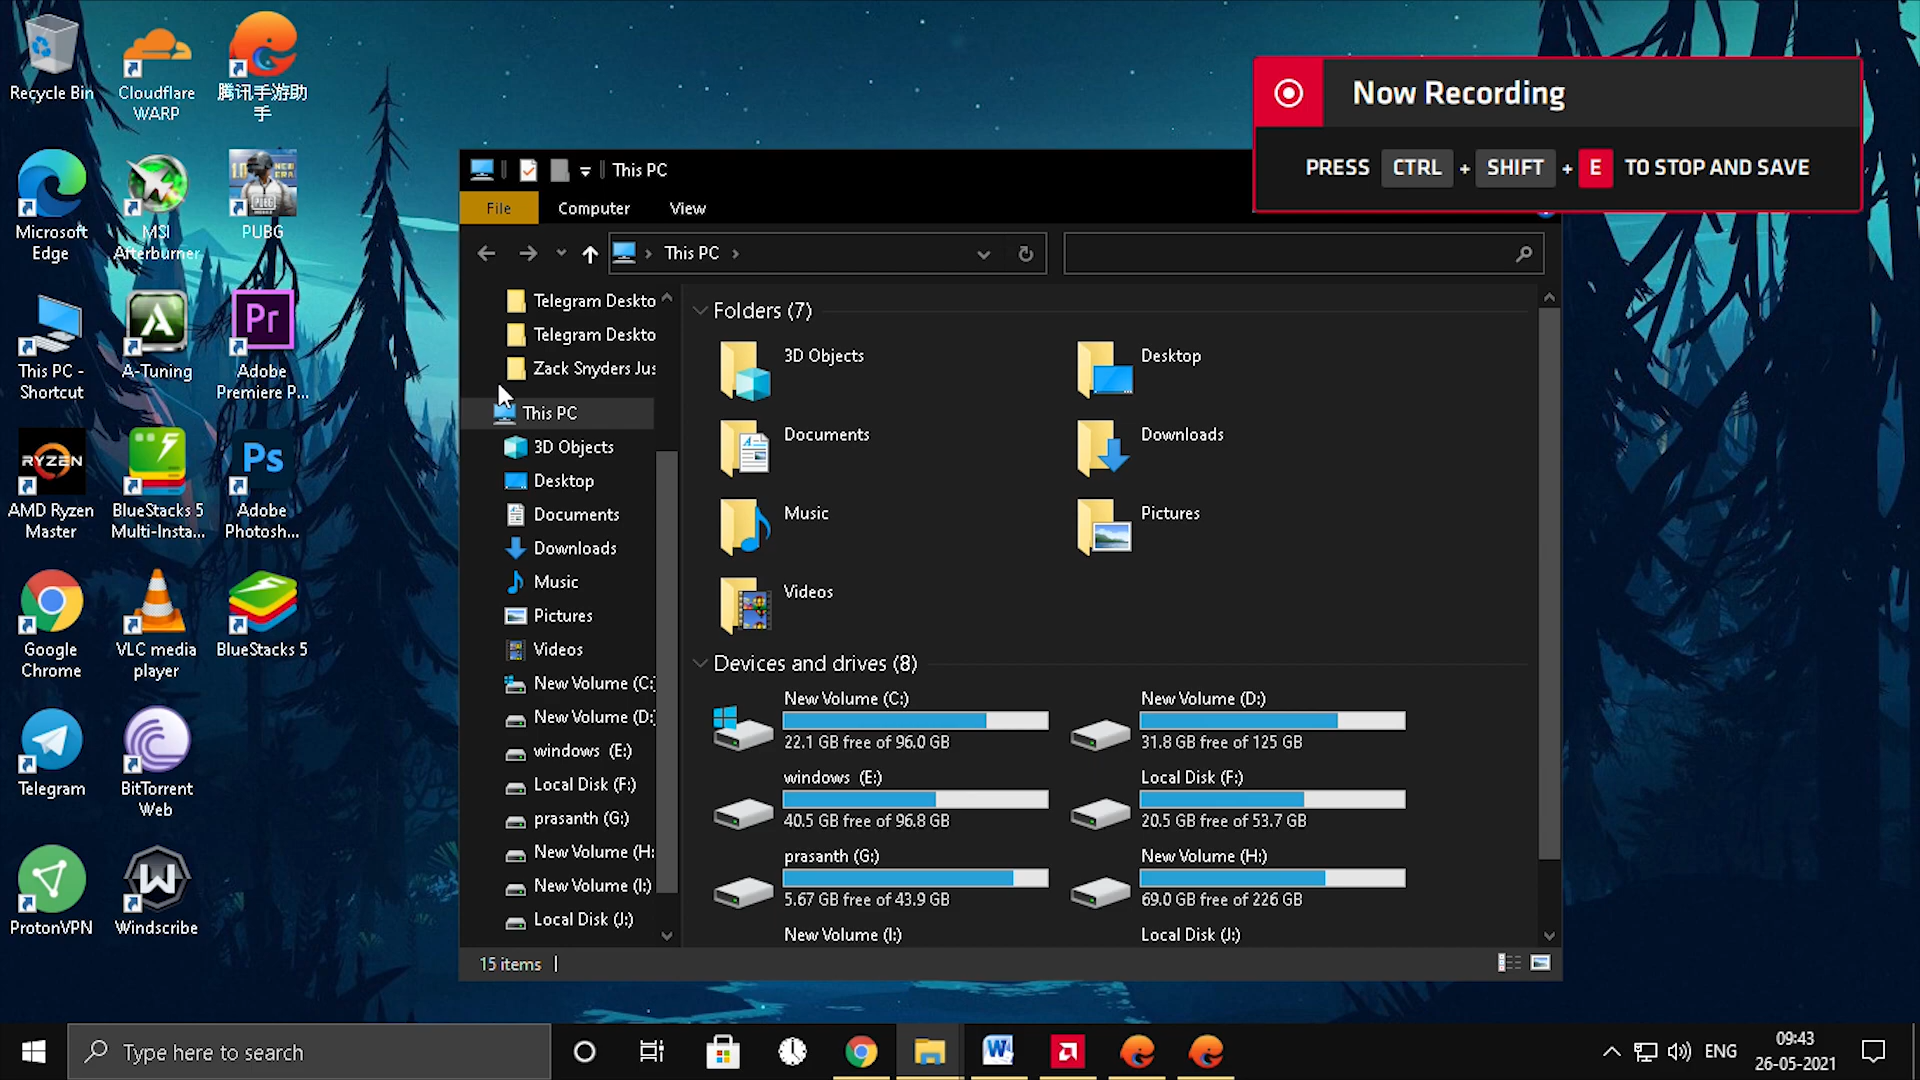 Recycle Bin
Cloudflare
WARP
腾讯手游助
手
Microsoft
Edge
MSI
Afterburner
PUBG
This PC -
Shortcut
A-Tuning
Pr
Adobe
Premiere P...
RYZEN
AMD Ryzen
Master
BlueStacks 5
Multi-Insta...
Ps
Adobe
Photosh...
Google
Chrome
VLC media
player
BlueStacks 5
Telegram
BitTorrent
Web
ProtonVPN
Windscribe
Now Recording
PRESS CTRL + SHIFT + E TO STOP AND SAVE
This PC
File Computer View
This PC
Telegram Deskto
Telegram Deskto
Zack Snyders Jus
This PC
3D Objects
Desktop
Documents
Downloads
Music
Pictures
Videos
New Volume (C:
New Volume (D:
windows (E:)
Local Disk (F:)
prasanth (G:)
New Volume (H:
New Volume (I:)
Local Disk (J:)
Folders (7)
3D Objects
Desktop
Documents
Downloads
Music
Pictures
Videos
Devices and drives (8)
New Volume (C:)
22.1 GB free of 96.0 GB
New Volume (D:)
31.8 GB free of 125 GB
windows (E:)
40.5 GB free of 96.8 GB
Local Disk (F:)
20.5 GB free of 53.7 GB
prasanth (G:)
5.67 GB free of 43.9 GB
New Volume (H:)
69.0 GB free of 226 GB
New Volume (I:)
Local Disk (J:)
15 items
Type here to search
ENG
09:43
26-05-2021